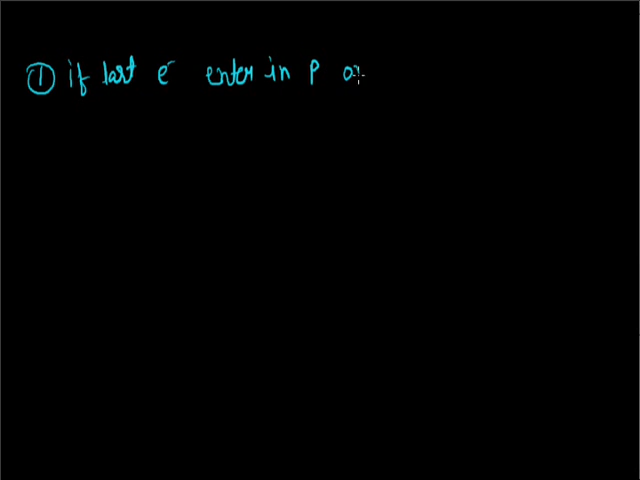 ① if last e⁻ enter in p o